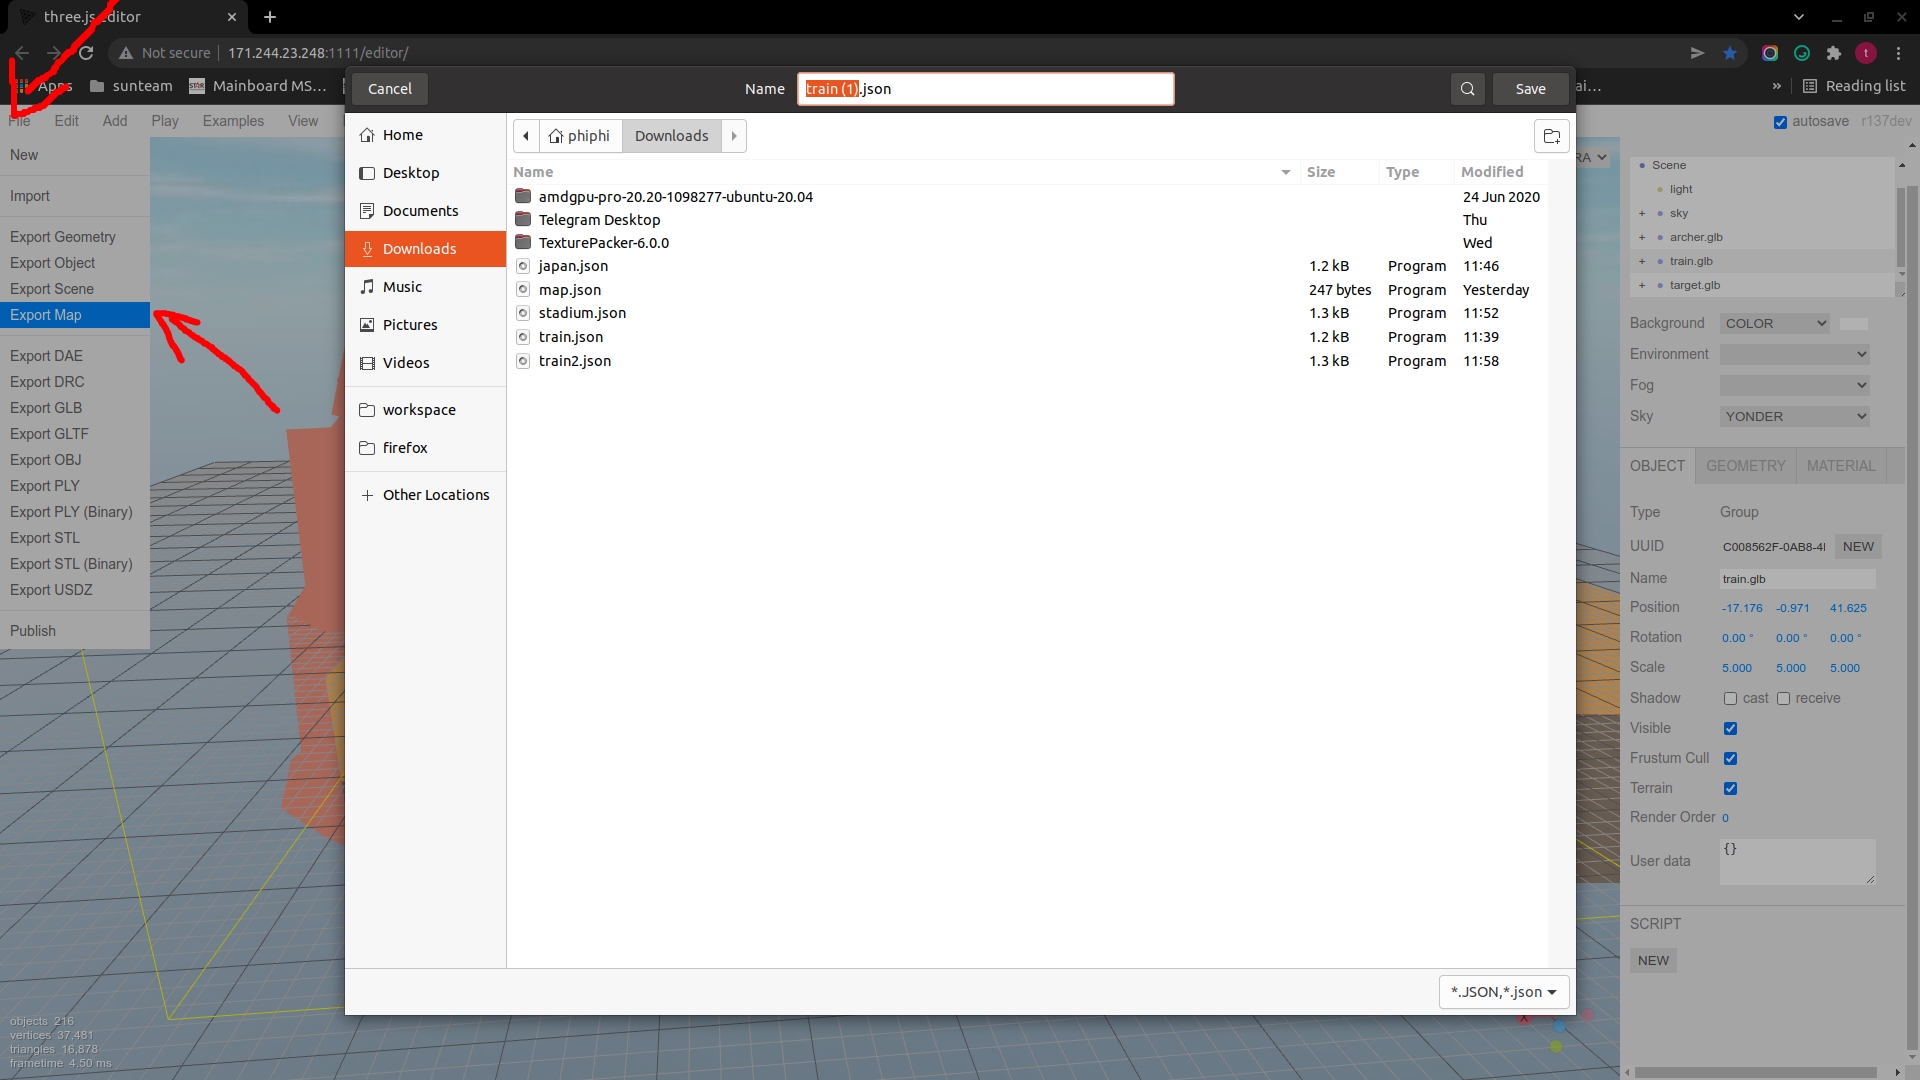 three.js editor
Not secure 171.244.23.248:1111/editor/
Apps sunteam Mainboard MS... ai... » Reading list
Cancel Name train (1).json Save
File Edit Add Play Examples View autosave r137dev
New
Import
Export Geometry
Export Object
Export Scene
Export Map
Export DAE
Export DRC
Export GLB
Export GLTF
Export OBJ
Export PLY
Export PLY (Binary)
Export STL
Export STL (Binary)
Export USDZ
Publish
Home
Desktop
Documents
Downloads
Music
Pictures
Videos
workspace
firefox
+ Other Locations
phiphi Downloads
Name Size Type Modified
amdgpu-pro-20.20-1098277-ubuntu-20.04 24 Jun 2020
Telegram Desktop Thu
TexturePacker-6.0.0 Wed
japan.json 1.2 kB Program 11:46
map.json 247 bytes Program Yesterday
stadium.json 1.3 kB Program 11:52
train.json 1.2 kB Program 11:39
train2.json 1.3 kB Program 11:58
*.JSON,*.json
RA
Scene
light
+ sky
+ archer.glb
+ train.glb
+ target.glb
Background COLOR
Environment
Fog
Sky YONDER
OBJECT GEOMETRY MATERIAL
Type Group
UUID C008562F-0AB8-4 NEW
Name train.glb
Position -17.176 -0.971 41.625
Rotation 0.00 ° 0.00 ° 0.00 °
Scale 5.000 5.000 5.000
Shadow cast receive
Visible
Frustum Cull
Terrain
Render Order 0
User data {}
SCRIPT
NEW
objects 216
vertices 37,481
triangles 16,878
frametime 4.50 ms
X